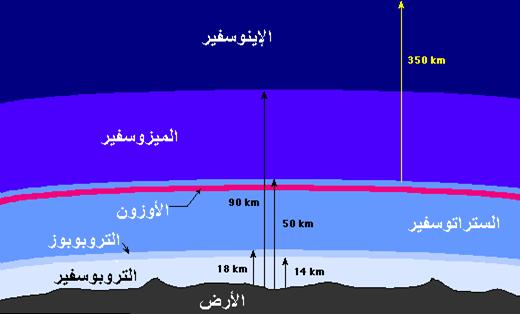 الإينوسفير
350 km
الميزوسفير
الأوزون
90 km
50 km
الستراتوسفير
التروبوبوز
التروبوسفير
18 km
14 km
الأرض